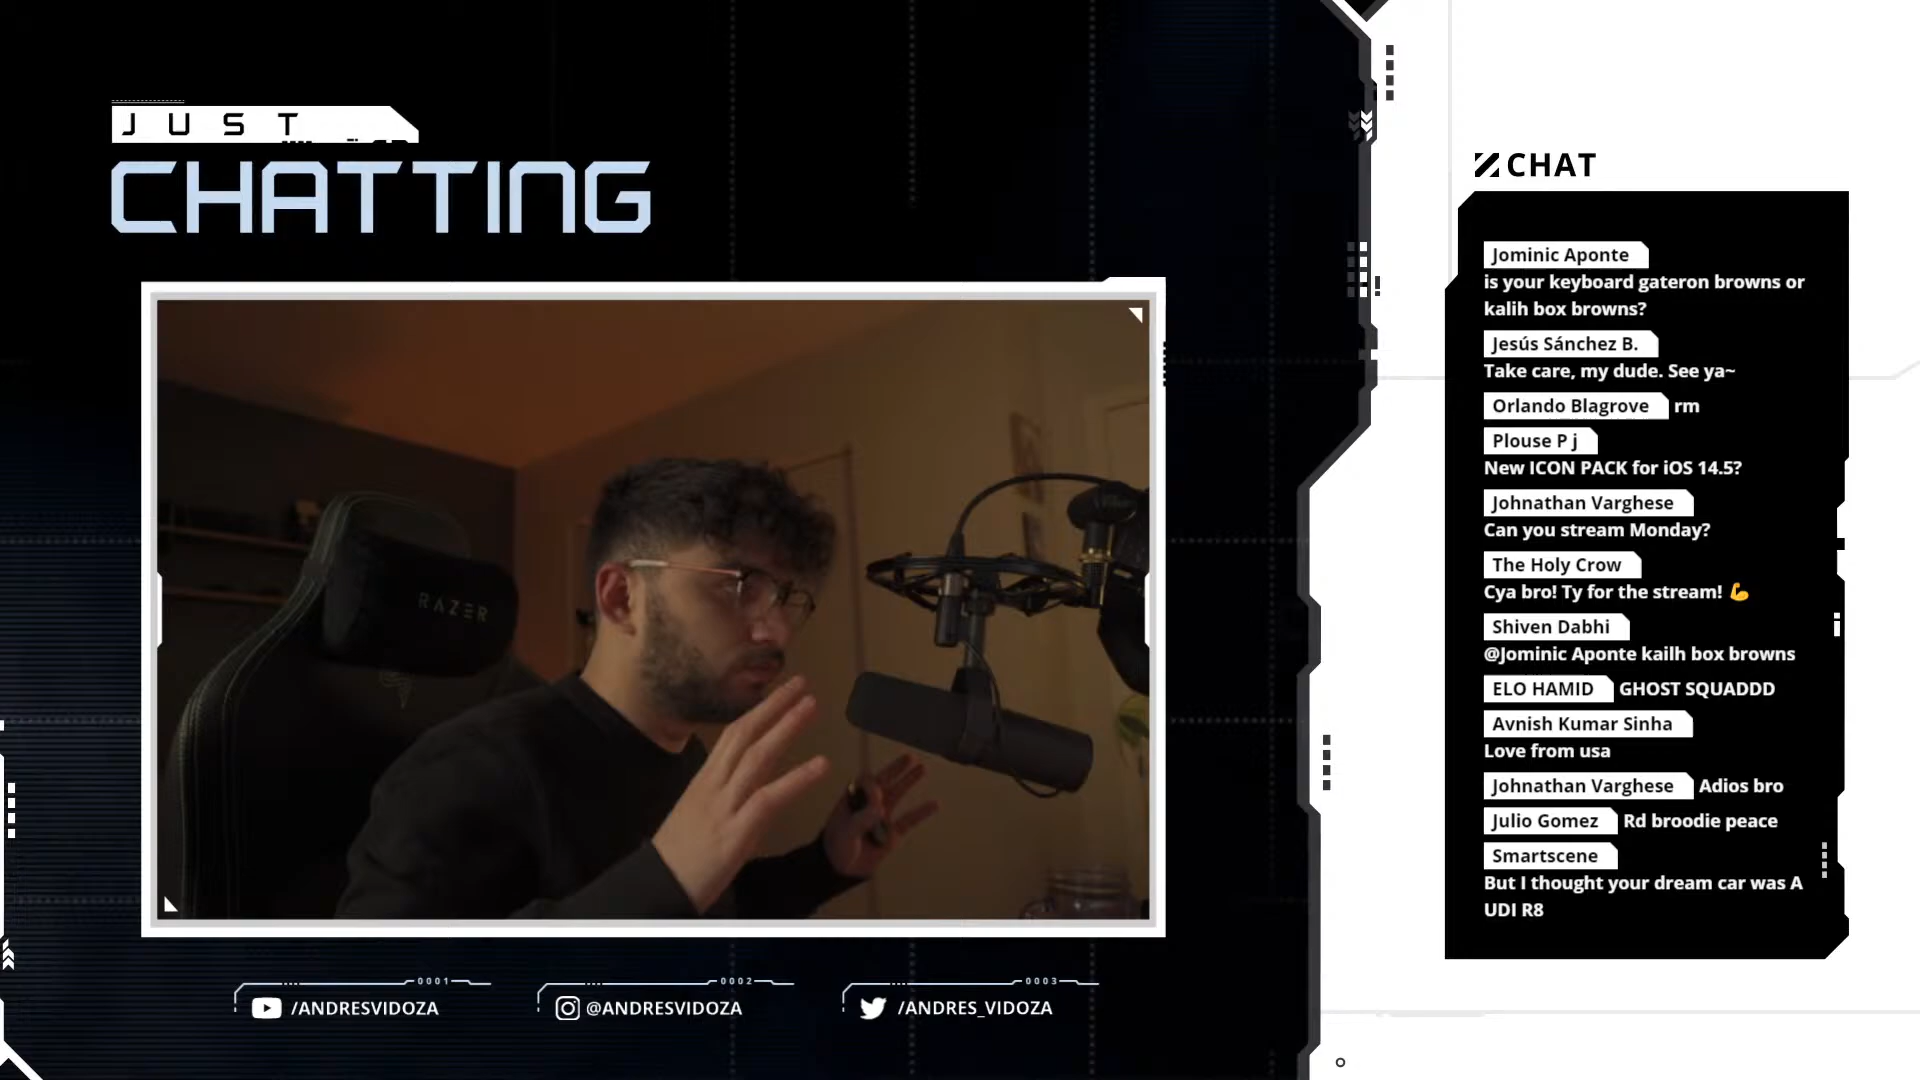 JUST
CHATTING
RAZER
0001
/ANDRESVIDOZA
0002
@ANDRESVIDOZA
0003
/ANDRES_VIDOZA
CHAT
Jominic Aponte
is your keyboard gateron browns or
kalih box browns?
Jesús Sánchez B.
Take care, my dude. See ya~
Orlando Blagrove rm
Plouse P j
New ICON PACK for iOS 14.5?
Johnathan Varghese
Can you stream Monday?
The Holy Crow
Cya bro! Ty for the stream! 💪
Shiven Dabhi
@Jominic Aponte kailh box browns
ELO HAMID GHOST SQUADDD
Avnish Kumar Sinha
Love from usa
Johnathan Varghese Adios bro
Julio Gomez Rd broodie peace
Smartscene
But I thought your dream car was A
UDI R8